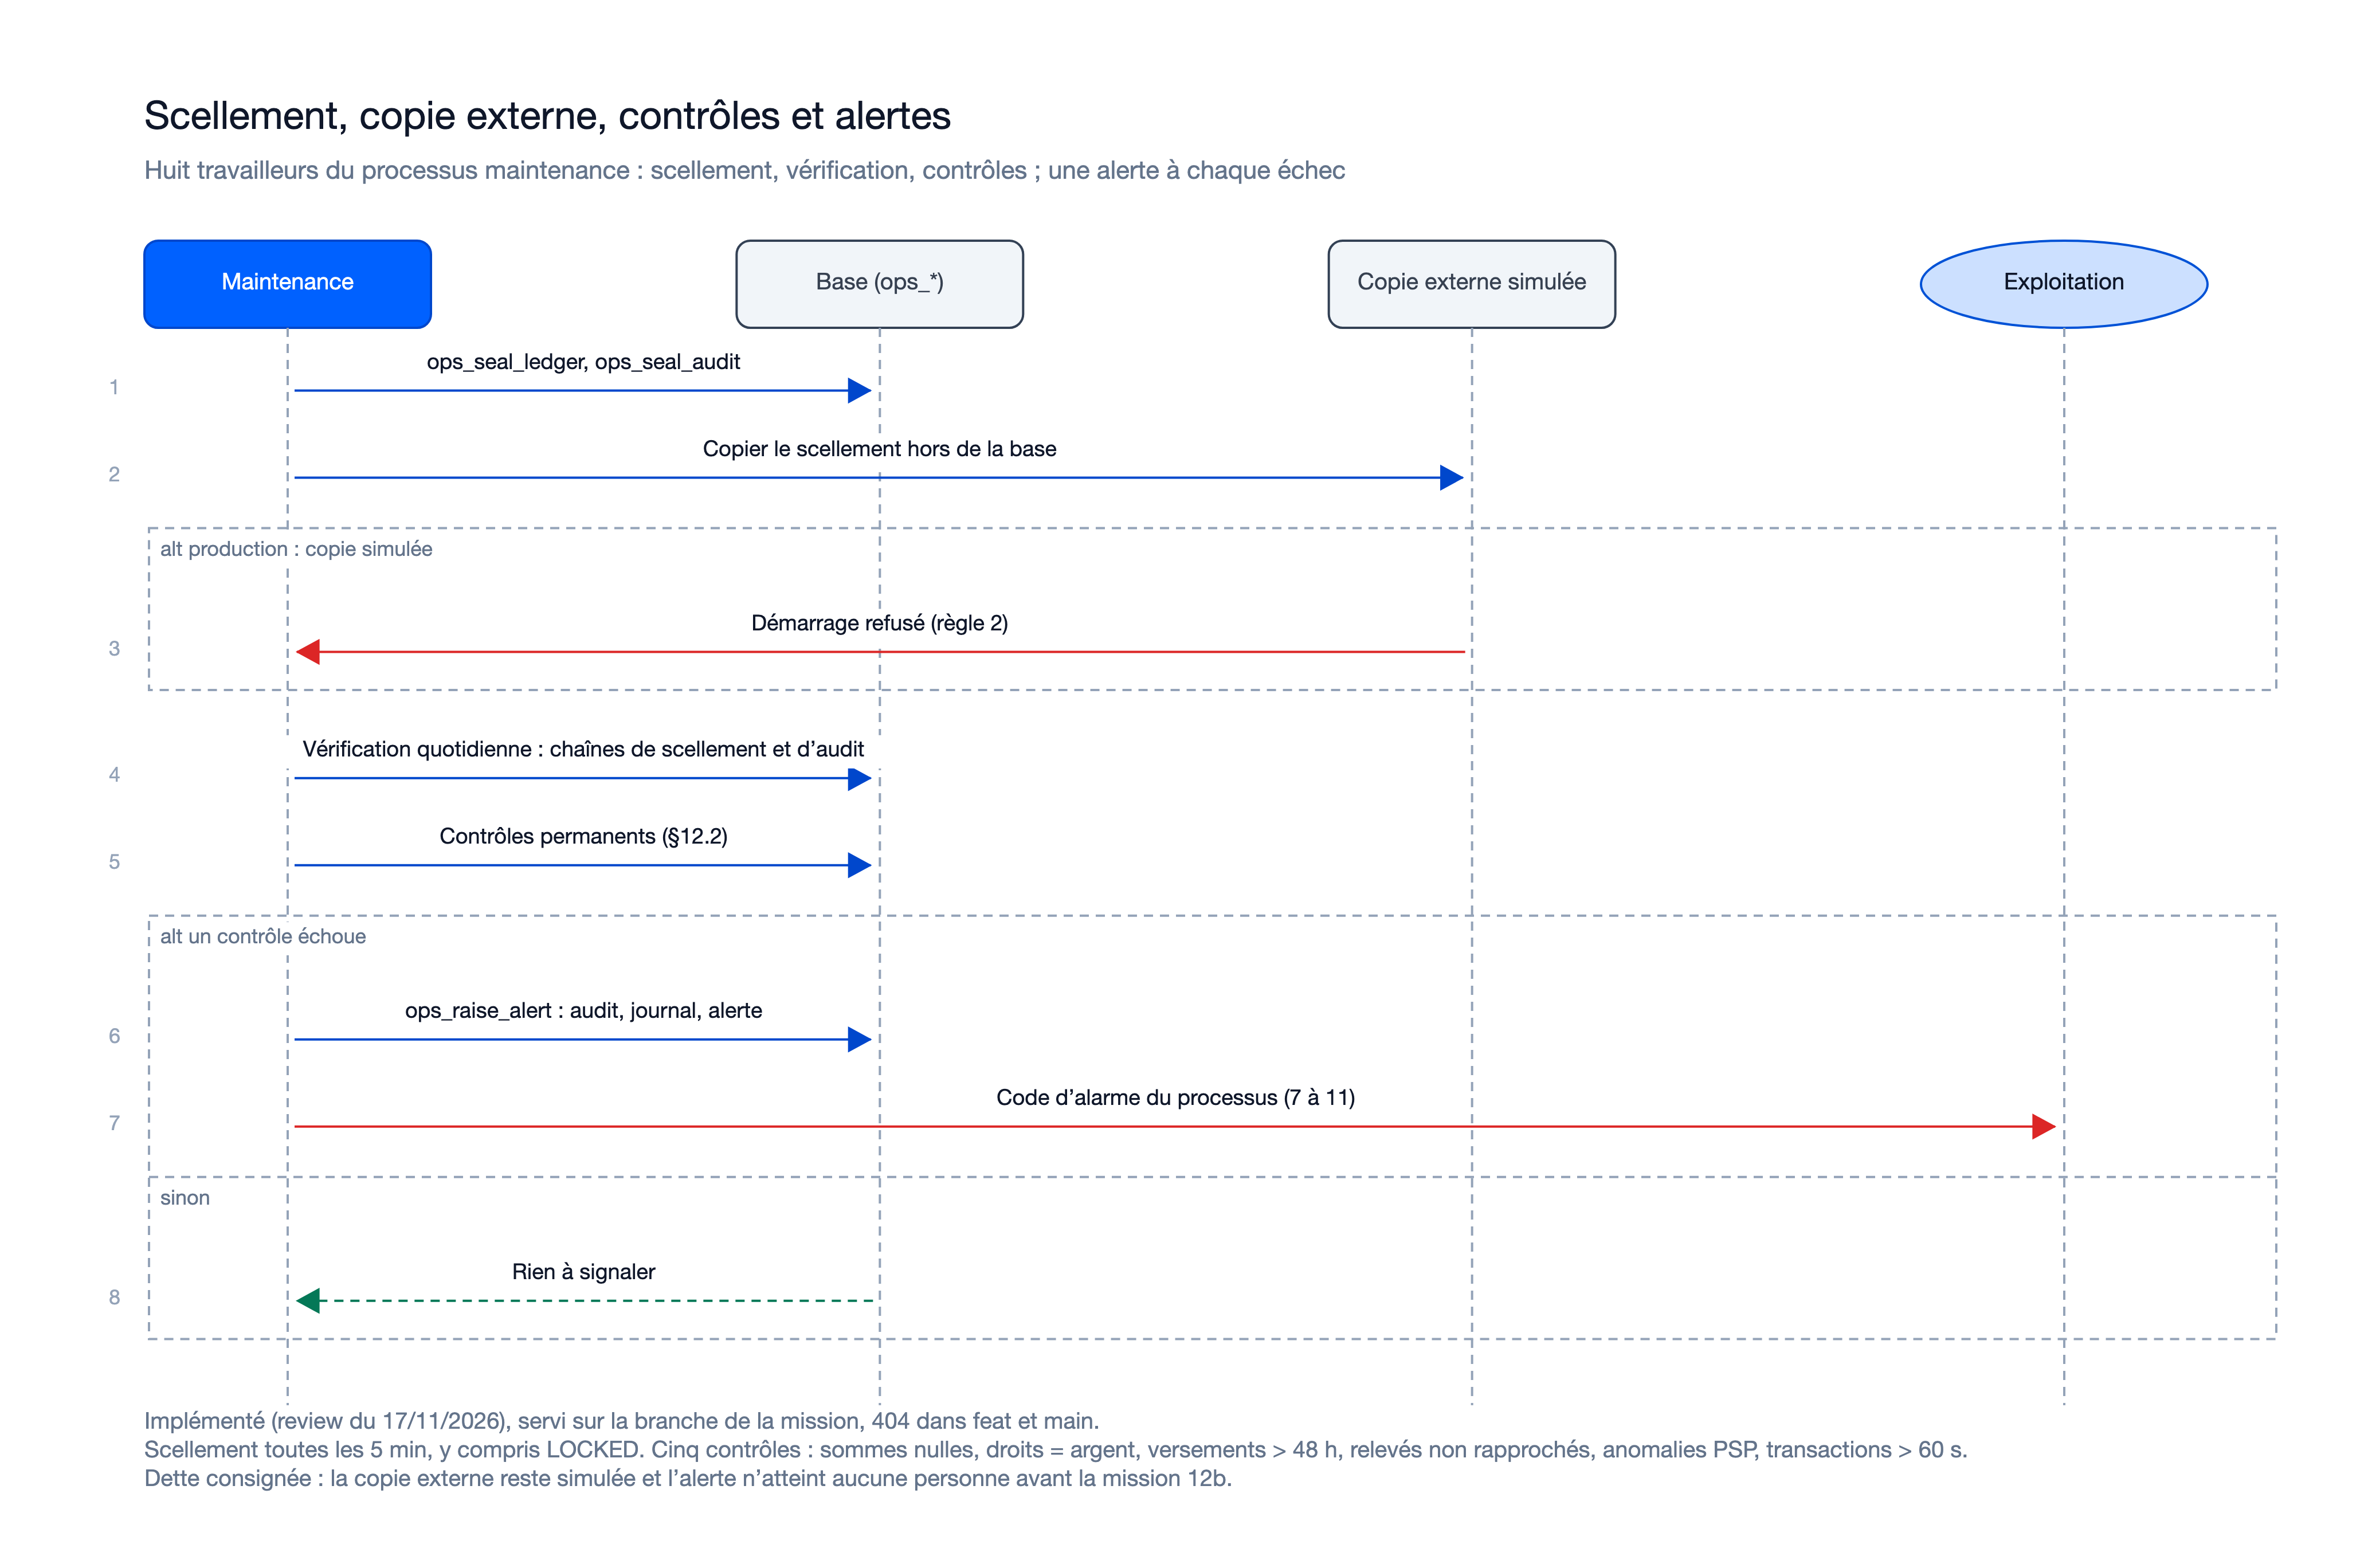 Scellement, copie externe, contrôles et alertes
Huit travailleurs du processus maintenance : scellement, vérification, contrôles ; une alerte à chaque échec
Maintenance
Base (ops_*)
Copie externe simulée
Exploitation
ops_seal_ledger, ops_seal_audit
1
Copier le scellement hors de la base
2
alt production : copie simulée
Démarrage refusé (règle 2)
3
Vérification quotidienne : chaînes de scellement et d’audit
4
Contrôles permanents (§12.2)
5
alt un contrôle échoue
ops_raise_alert : audit, journal, alerte
6
Code d’alarme du processus (7 à 11)
7
sinon
Rien à signaler
8
Implémenté (review du 17/11/2026), servi sur la branche de la mission, 404 dans feat et main.
Scellement toutes les 5 min, y compris LOCKED. Cinq contrôles : sommes nulles, droits = argent, versements > 48 h, relevés non rapprochés, anomalies PSP, transactions > 60 s.
Dette consignée : la copie externe reste simulée et l’alerte n’atteint aucune personne avant la mission 12b.